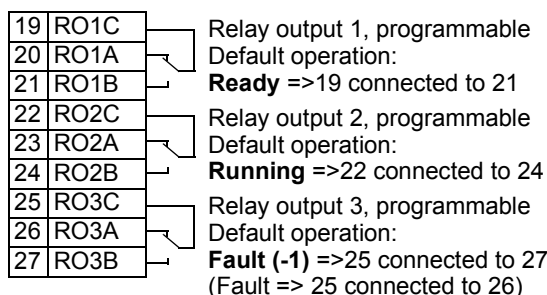 19 RO1C Relay output 1, programmable
20 RO1A Default operation:
21 RO1B Ready =>19 connected to 21
22 RO2C Relay output 2, programmable
23 RO2A Default operation:
24 RO2B Running =>22 connected to 24
25 RO3C Relay output 3, programmable
26 RO3A Default operation:
27 RO3B Fault (-1) =>25 connected to 27
(Fault => 25 connected to 26)